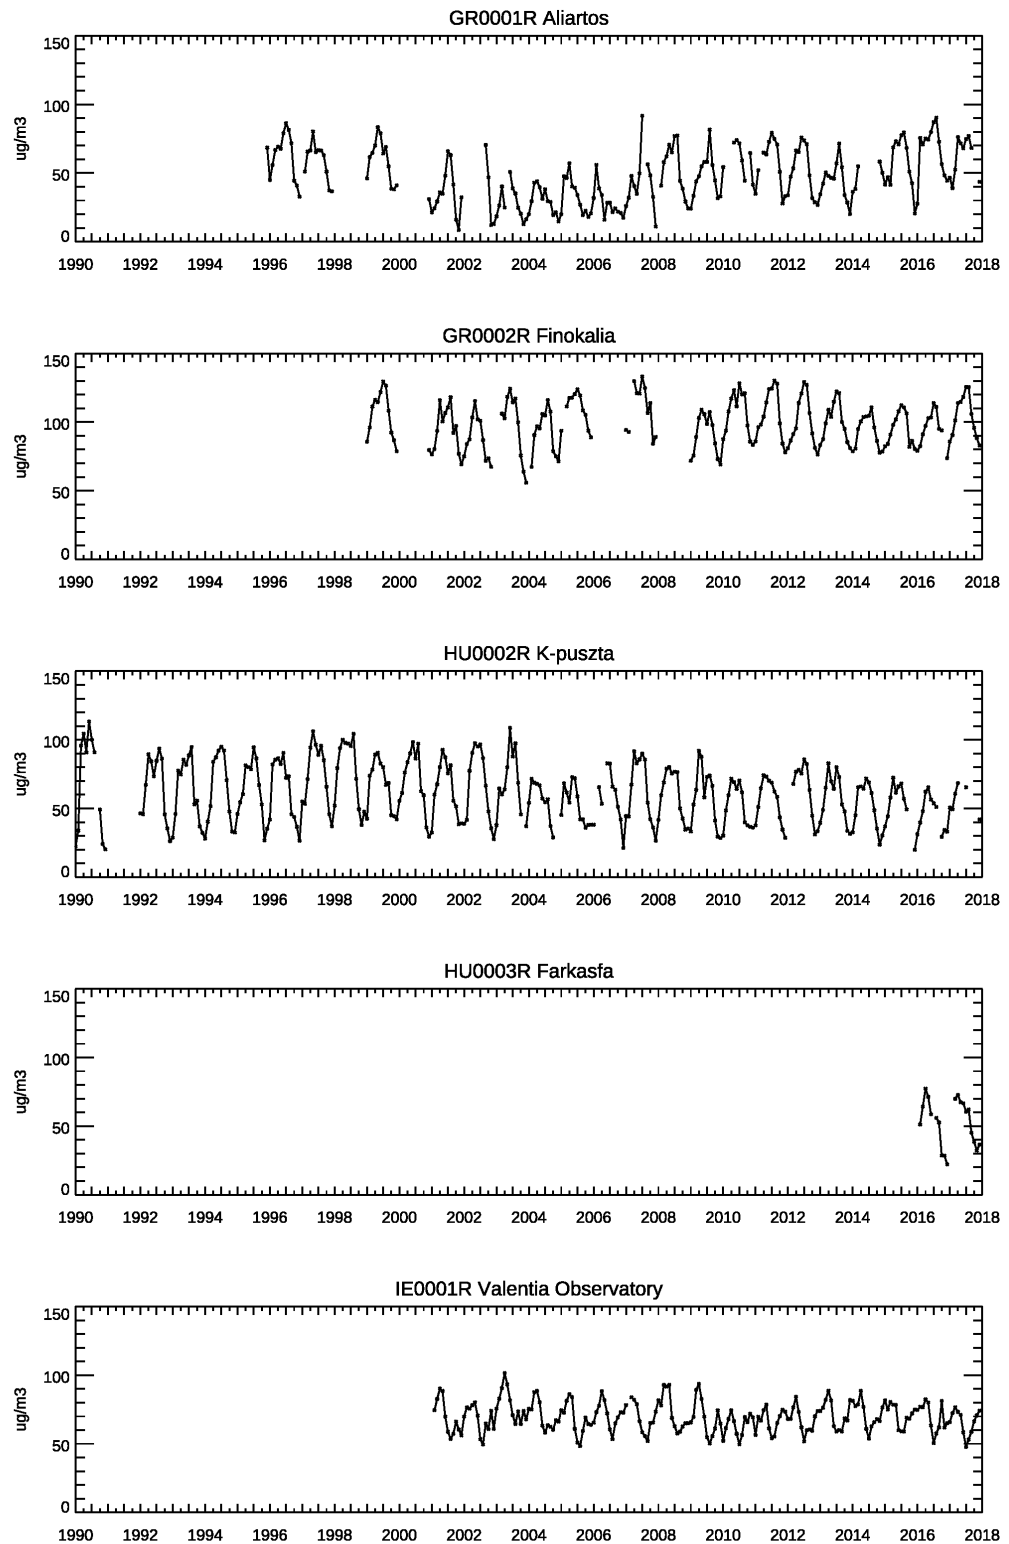 GR0001R Aliartos
150
100
50
0
ug/m3
1990 1992 1994 1996 1998 2000 2002 2004 2006 2008 2010 2012 2014 2016 2018
GR0002R Finokalia
150
100
50
0
ug/m3
1990 1992 1994 1996 1998 2000 2002 2004 2006 2008 2010 2012 2014 2016 2018
HU0002R K-puszta
150
100
50
0
ug/m3
1990 1992 1994 1996 1998 2000 2002 2004 2006 2008 2010 2012 2014 2016 2018
HU0003R Farkasfa
150
100
50
0
ug/m3
1990 1992 1994 1996 1998 2000 2002 2004 2006 2008 2010 2012 2014 2016 2018
IE0001R Valentia Observatory
150
100
50
0
ug/m3
1990 1992 1994 1996 1998 2000 2002 2004 2006 2008 2010 2012 2014 2016 2018